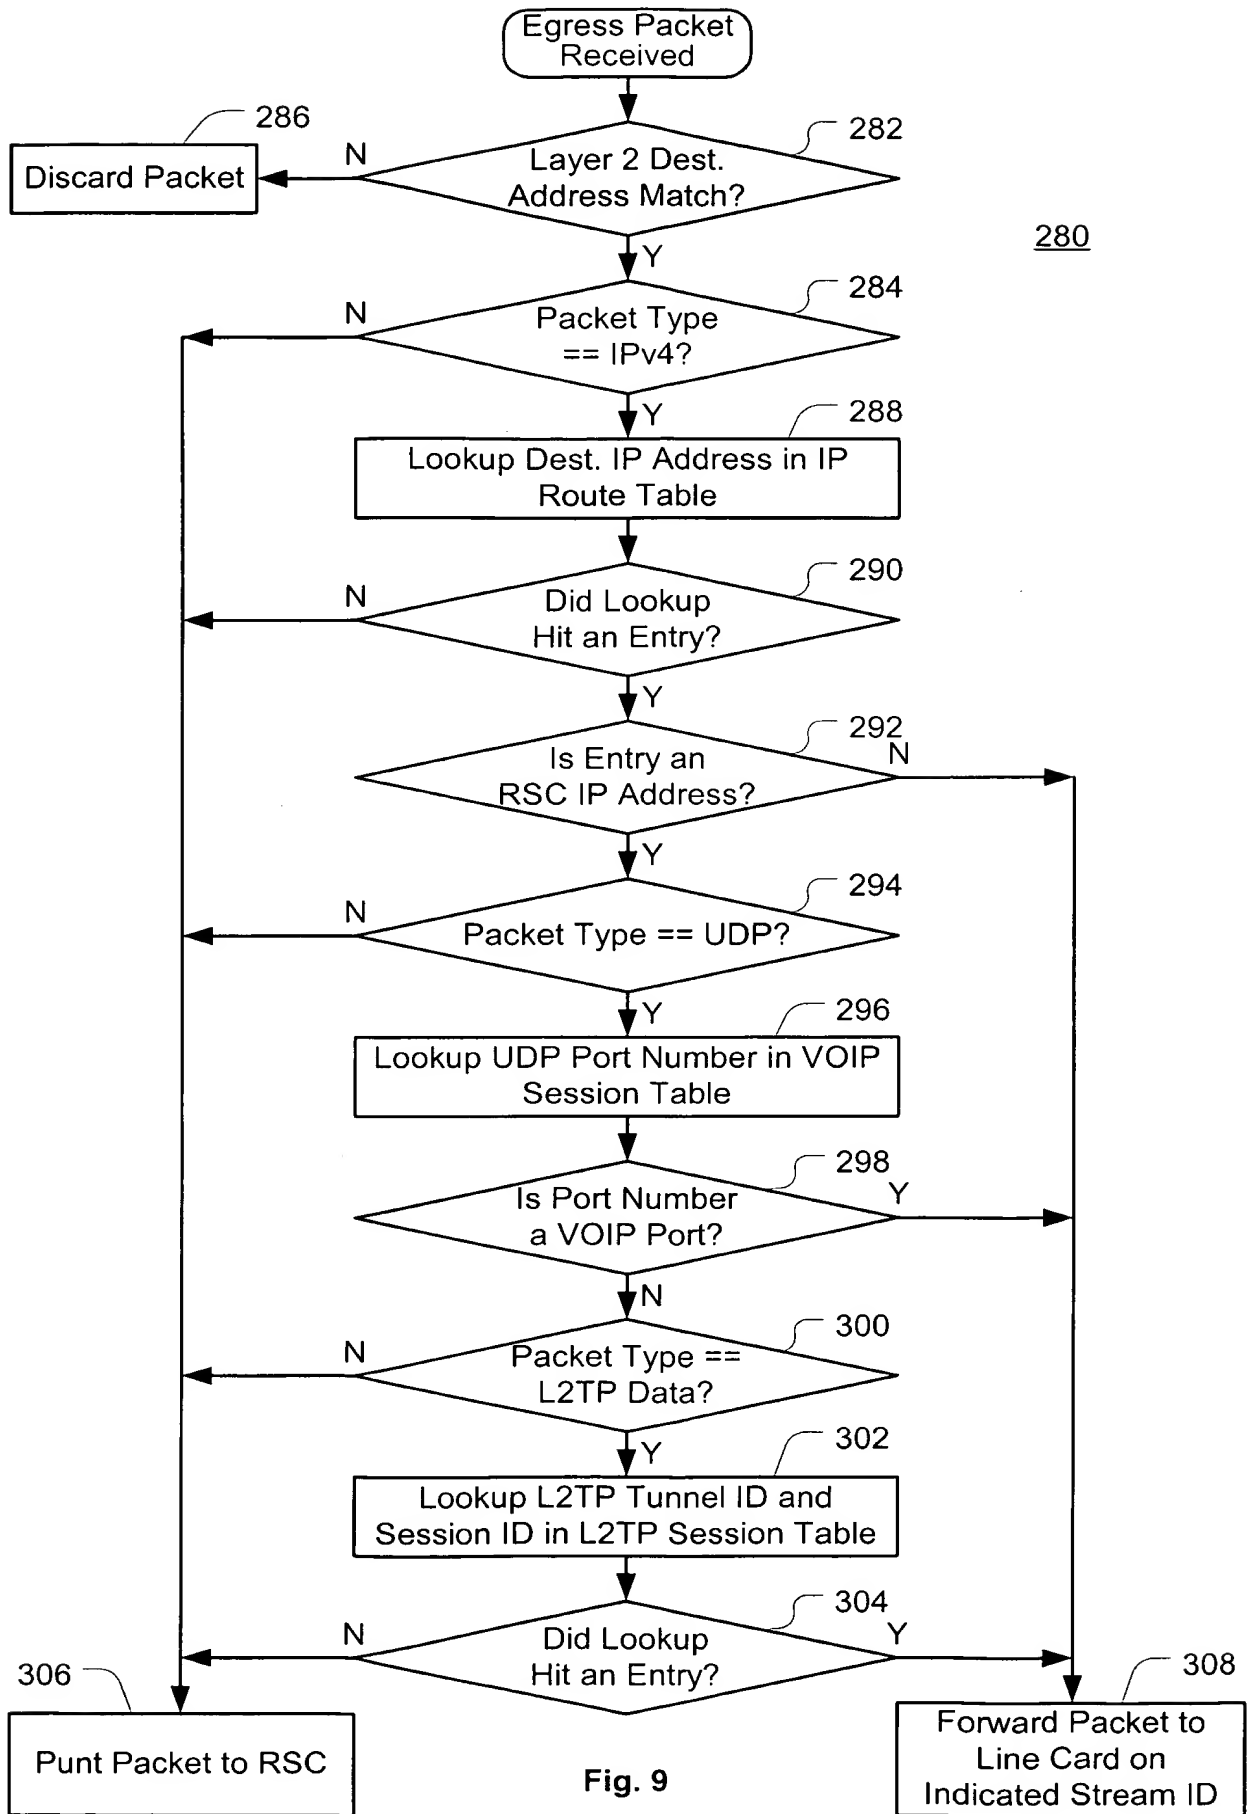 Egress Packet
Received
286
282
N
Layer 2 Dest.
Address Match?
Discard Packet
280
Y
284
N
Packet Type
== IPv4?
Y
288
Lookup Dest. IP Address in IP
Route Table
290
N
Did Lookup
Hit an Entry?
Y
292
N
Is Entry an
RSC IP Address?
Y
294
N
Packet Type == UDP?
Y
296
Lookup UDP Port Number in VOIP
Session Table
298
Y
Is Port Number
a VOIP Port?
N
300
N
Packet Type ==
L2TP Data?
Y
302
Lookup L2TP Tunnel ID and
Session ID in L2TP Session Table
304
N
Y
Did Lookup
Hit an Entry?
306
308
Punt Packet to RSC
Forward Packet to
Line Card on
Indicated Stream ID
Fig. 9